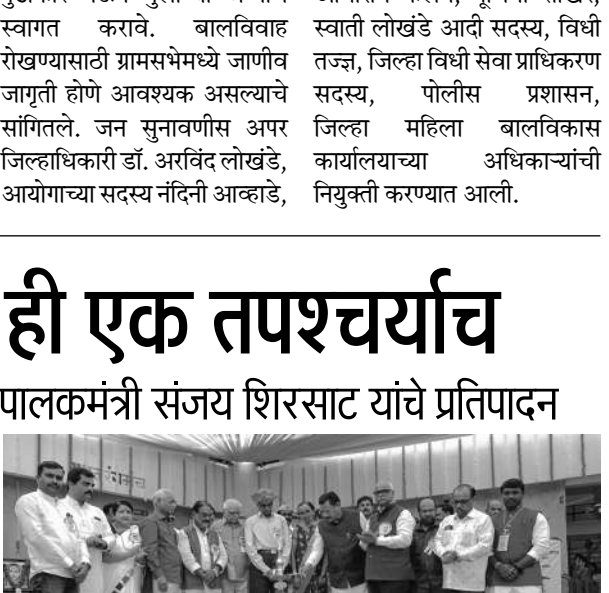 स्वागत करावे. बालविवाह
रोखण्यासाठी ग्रामसभेमध्ये जाणीव
जागृती होणे आवश्यक असल्याचे
सांगितले. जन सुनावणीस अपर
जिल्हाधिकारी डॉ. अरविंद लोखंडे,
आयोगाच्या सदस्य नंदिनी आव्हाडे,
स्वाती लोखंडे आदी सदस्य, विधी
तज्ज्ञ, जिल्हा विधी सेवा प्राधिकरण
सदस्य, पोलीस प्रशासन,
जिल्हा महिला बालविकास
कार्यालयाच्या अधिकाऱ्यांची
नियुक्ती करण्यात आली.
ही एक तपश्चर्याच
पालकमंत्री संजय शिरसाट यांचे प्रतिपादन